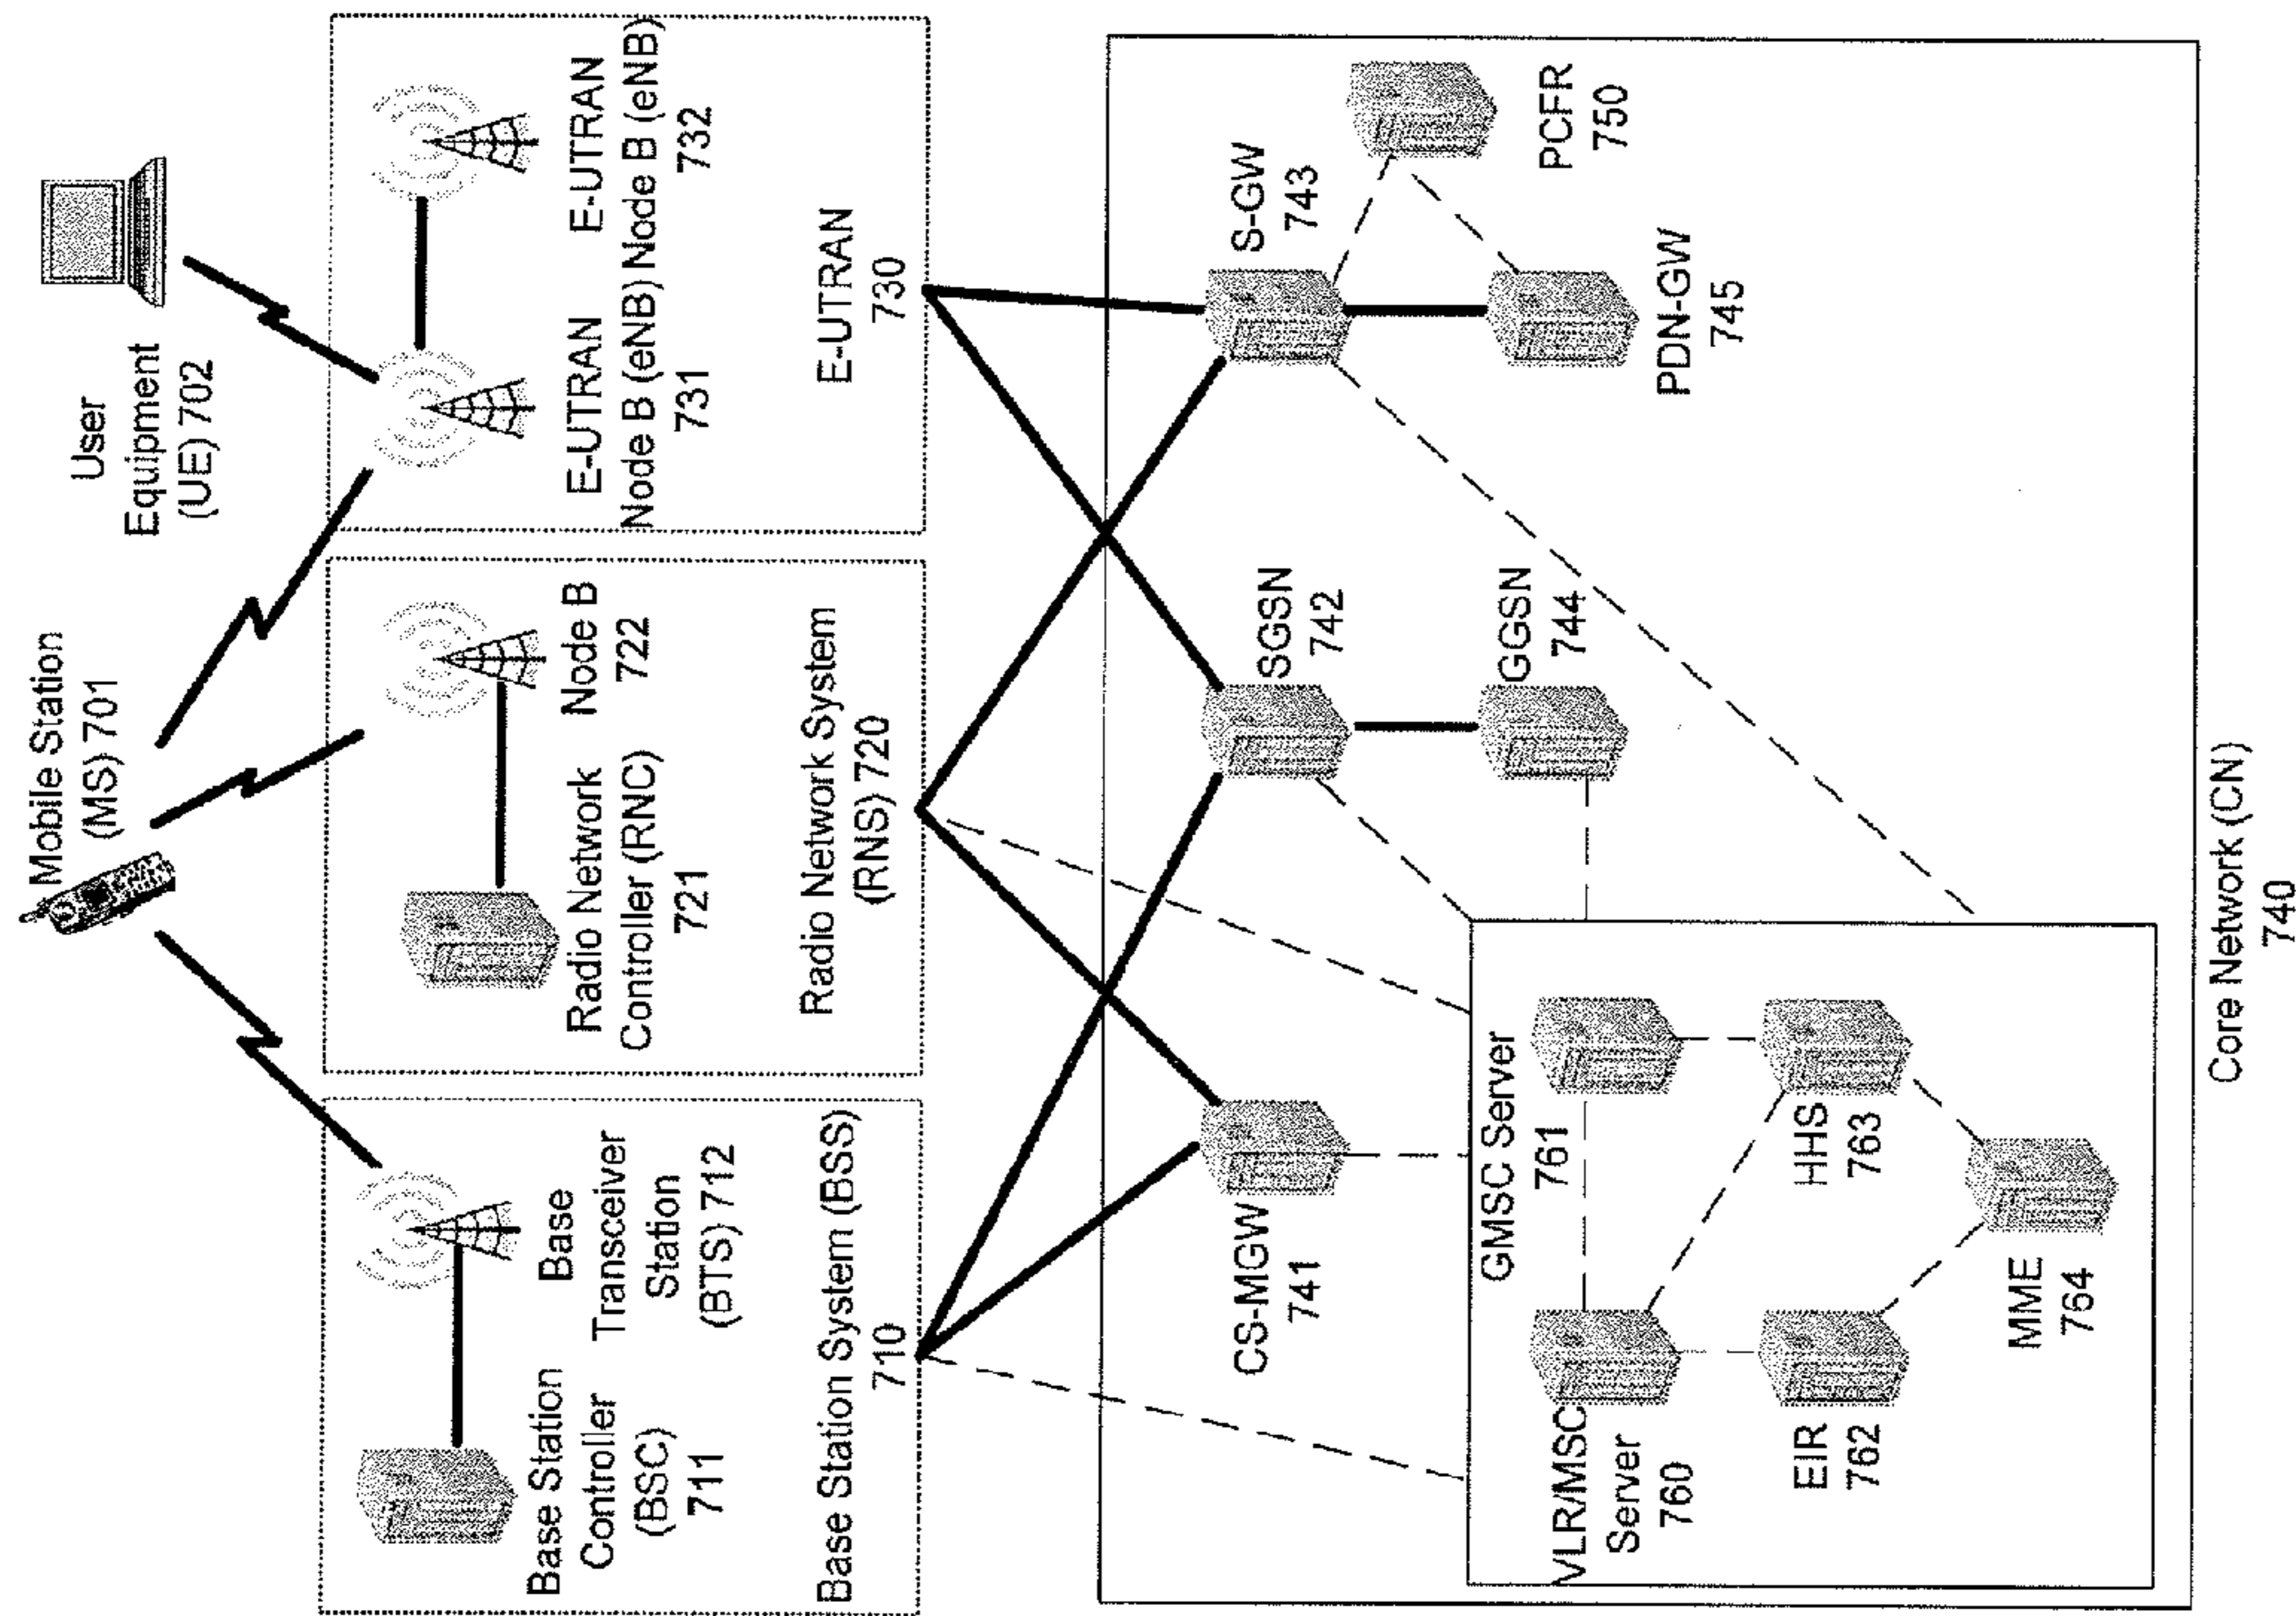 Mobile Station
(MS) 701
User
Equipment
(UE) 702
Base Station
Controller
(BSC)
711
Base
Transceiver
Station
(BTS) 712
Base Station System (BSS)
710
Radio Network
Controller (RNC)
721
Node B
722
Radio Network System
(RNS) 720
E-UTRAN
Node B (eNB)
731
E-UTRAN
Node B (eNB)
732
E-UTRAN
730
CS-MGW
741
SGSN
742
S-GW
743
GGSN
744
PDN-GW
745
PCFR
750
VLR/MSC
Server
760
GMSC Server
761
EIR
762
HHS
763
MME
764
Core Network (CN)
740